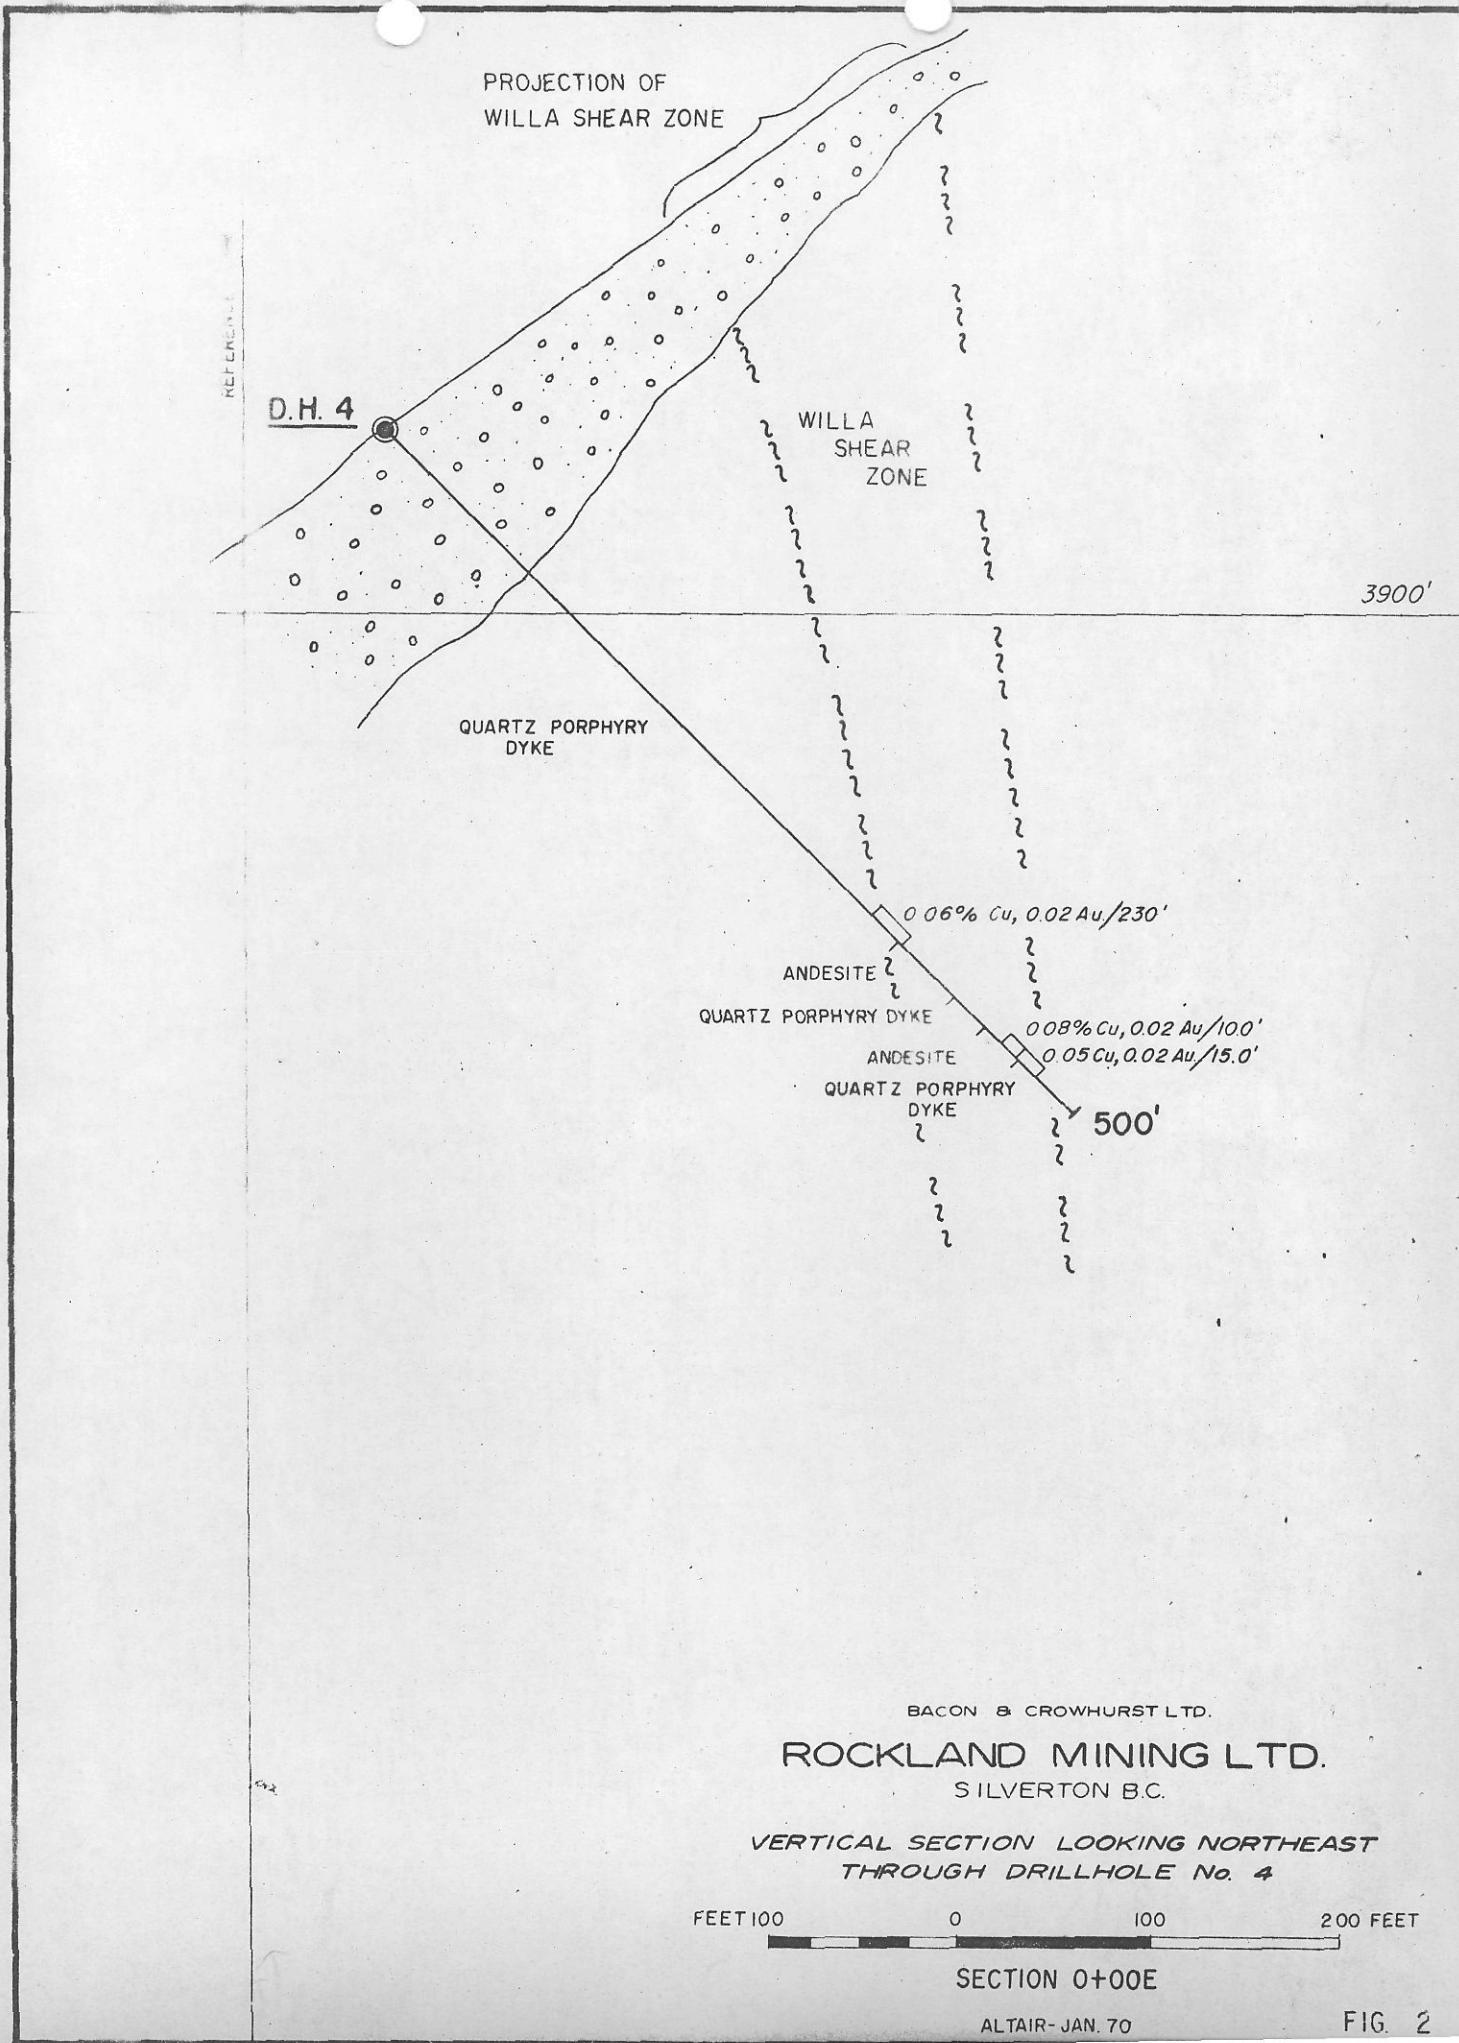 PROJECTION OF
WILLA SHEAR ZONE
D.H. 4
WILLA
SHEAR
ZONE
3900'
QUARTZ PORPHYRY
DYKE
0 06% Cu, 0.02 Au./230'
ANDESITE
QUARTZ PORPHYRY DYKE
0 08% Cu, 0.02 Au/10.0'
ANDESITE
0.05 Cu, 0.02 Au./15.0'
QUARTZ PORPHYRY
DYKE
500'
BACON & CROWHURST LTD.
ROCKLAND MINING LTD.
SILVERTON B.C.
VERTICAL SECTION LOOKING NORTHEAST
THROUGH DRILLHOLE No. 4
FEET 100 0 100 200 FEET
SECTION 0+00E
ALTAIR-JAN. 70
FIG. 2